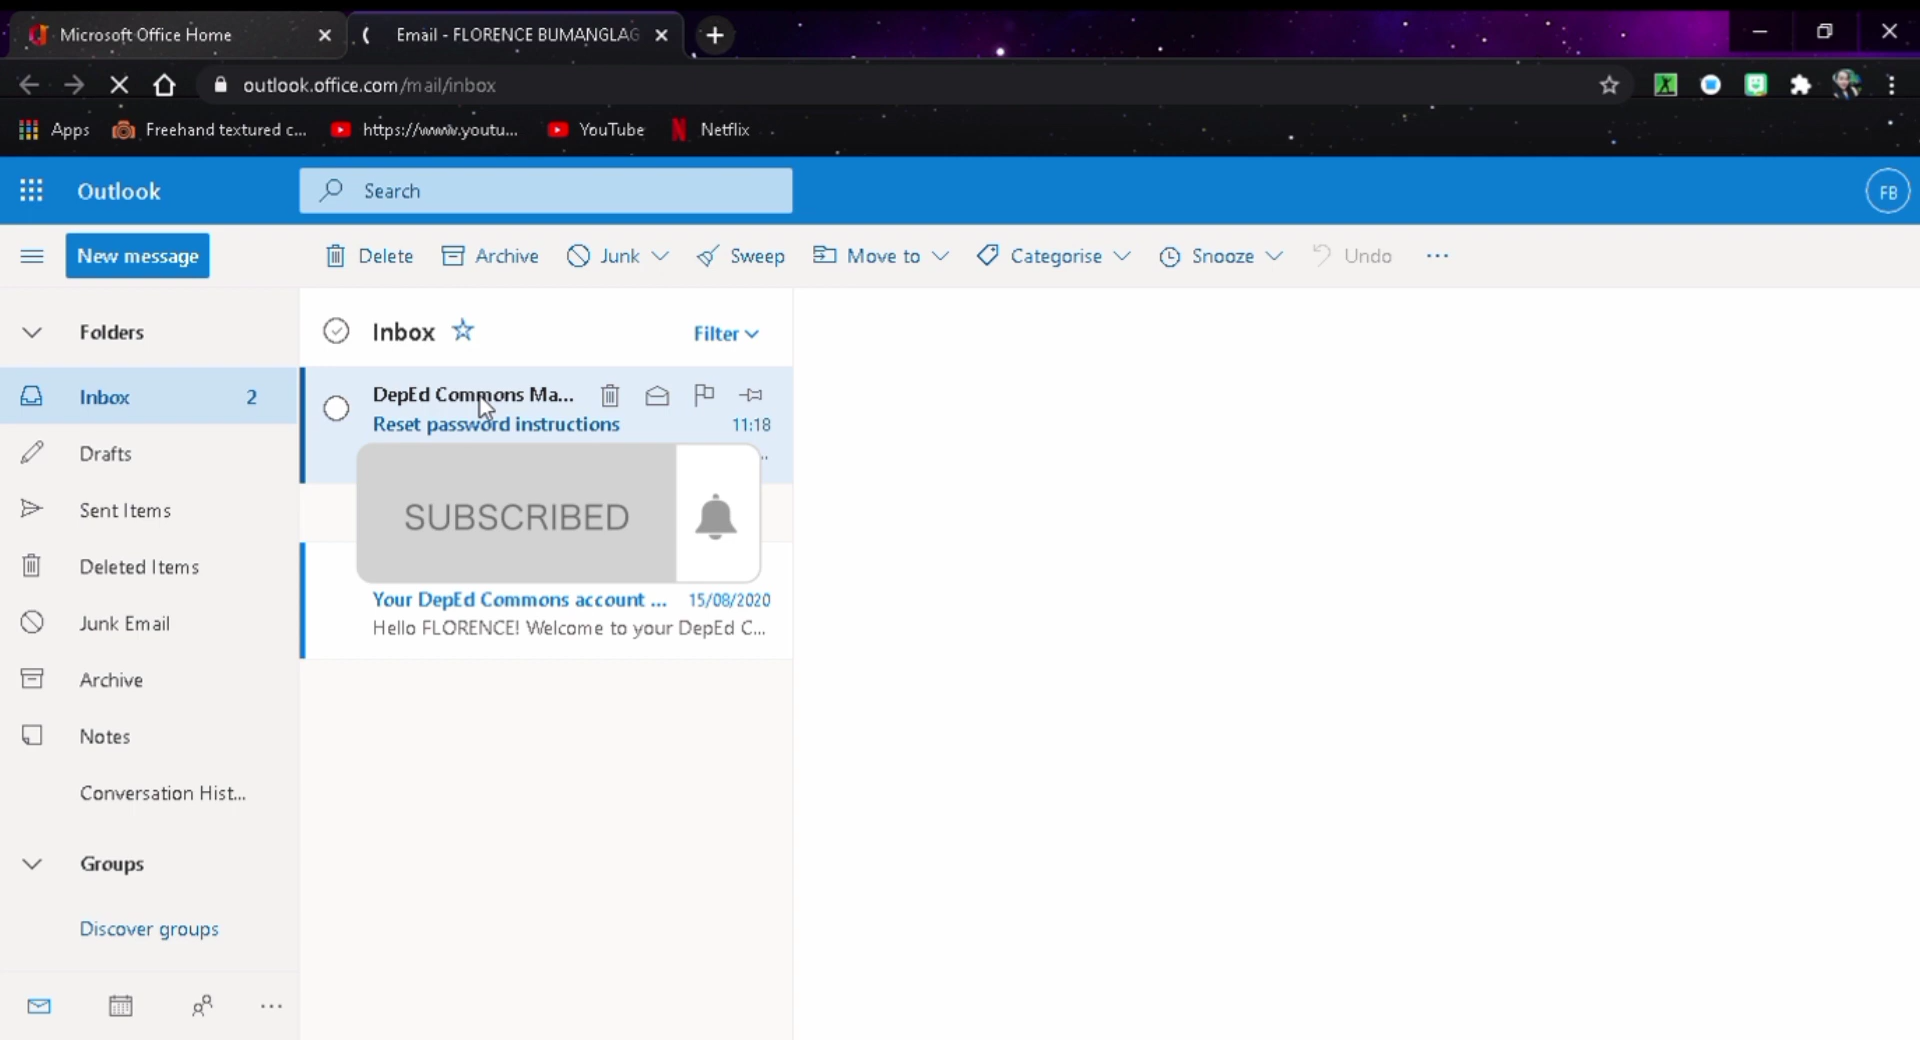 Microsoft Office Home
Email - FLORENCE BUMANGLAG
outlook.office.com/mail/inbox
Apps
Freehand textured c...
https://www.youtu...
YouTube
Netflix
Outlook
Search
FB
New message
Delete
Archive
Junk
Sweep
Move to
Categorise
Snooze
Undo
Folders
Inbox 2
Drafts
Sent Items
Deleted Items
Junk Email
Archive
Notes
Conversation Hist...
Groups
Discover groups
Inbox
Filter
DepEd Commons Ma...
Reset password instructions 11:18
SUBSCRIBED
Your DepEd Commons account ... 15/08/2020
Hello FLORENCE! Welcome to your DepEd C...